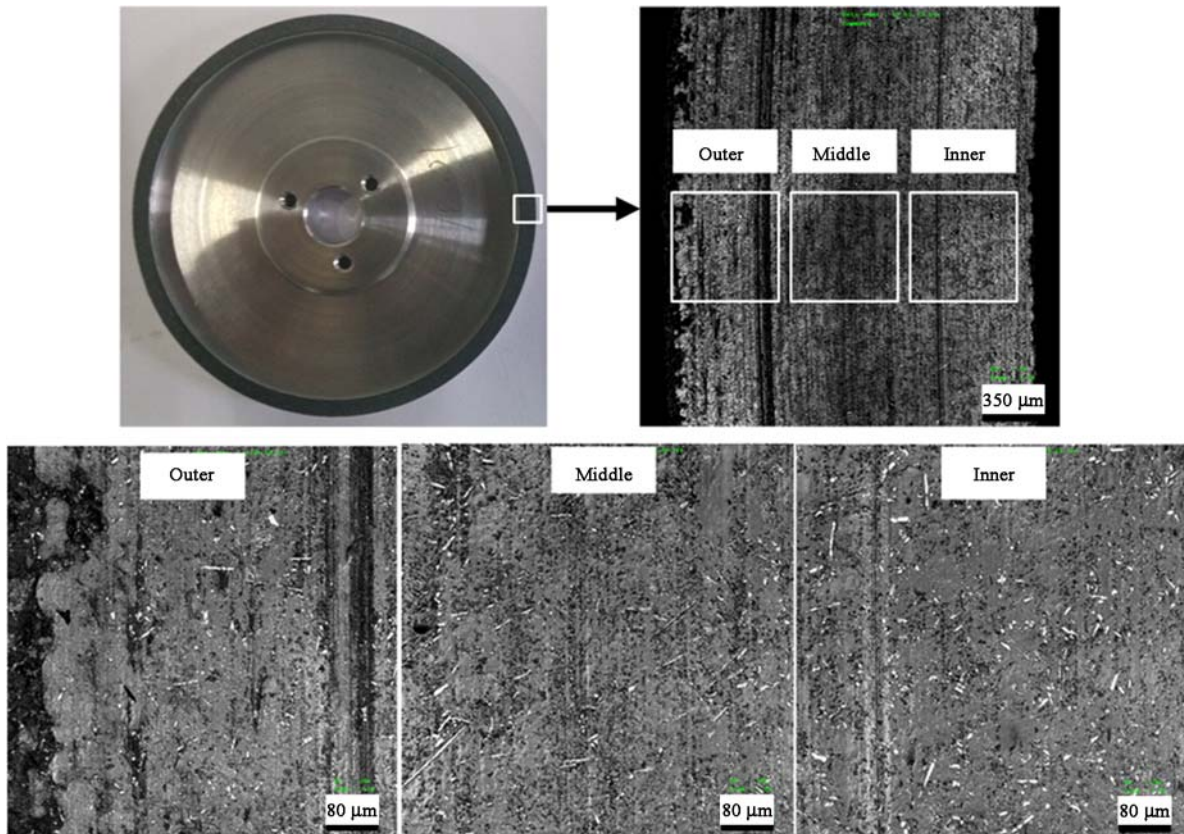 Outer
Middle
Inner
350 μm
Outer
Middle
Inner
80 μm
80 μm
80 μm